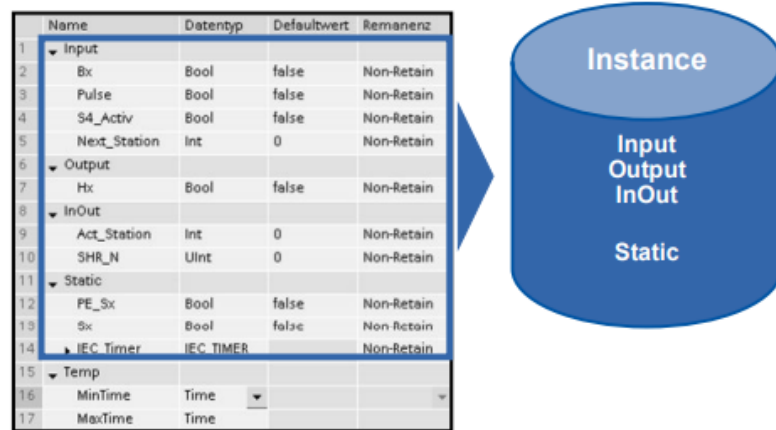 Name Datentyp Defaultwert Remanenz
1 Input
2 Bx Bool false Non-Retain
3 Pulse Bool false Non-Retain
4 S4_Activ Bool false Non-Retain
5 Next_Station Int 0 Non-Retain
6 Output
7 Hx Bool false Non-Retain
8 InOut
9 Act_Station Int 0 Non-Retain
10 SHR_N UInt 0 Non-Retain
11 Static
12 PE_Sx Bool false Non-Retain
13 Sx Bool false Non-Retain
14 IEC_Timer IEC_TIMER Non-Retain
15 Temp
16 MinTime Time
17 MaxTime Time
Instance
Input
Output
InOut
Static